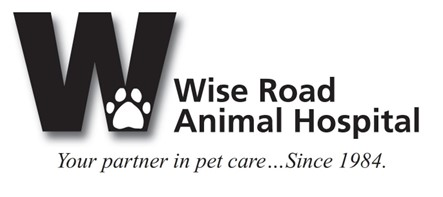 W
Wise Road
Animal Hospital
Your partner in pet care...Since 1984.